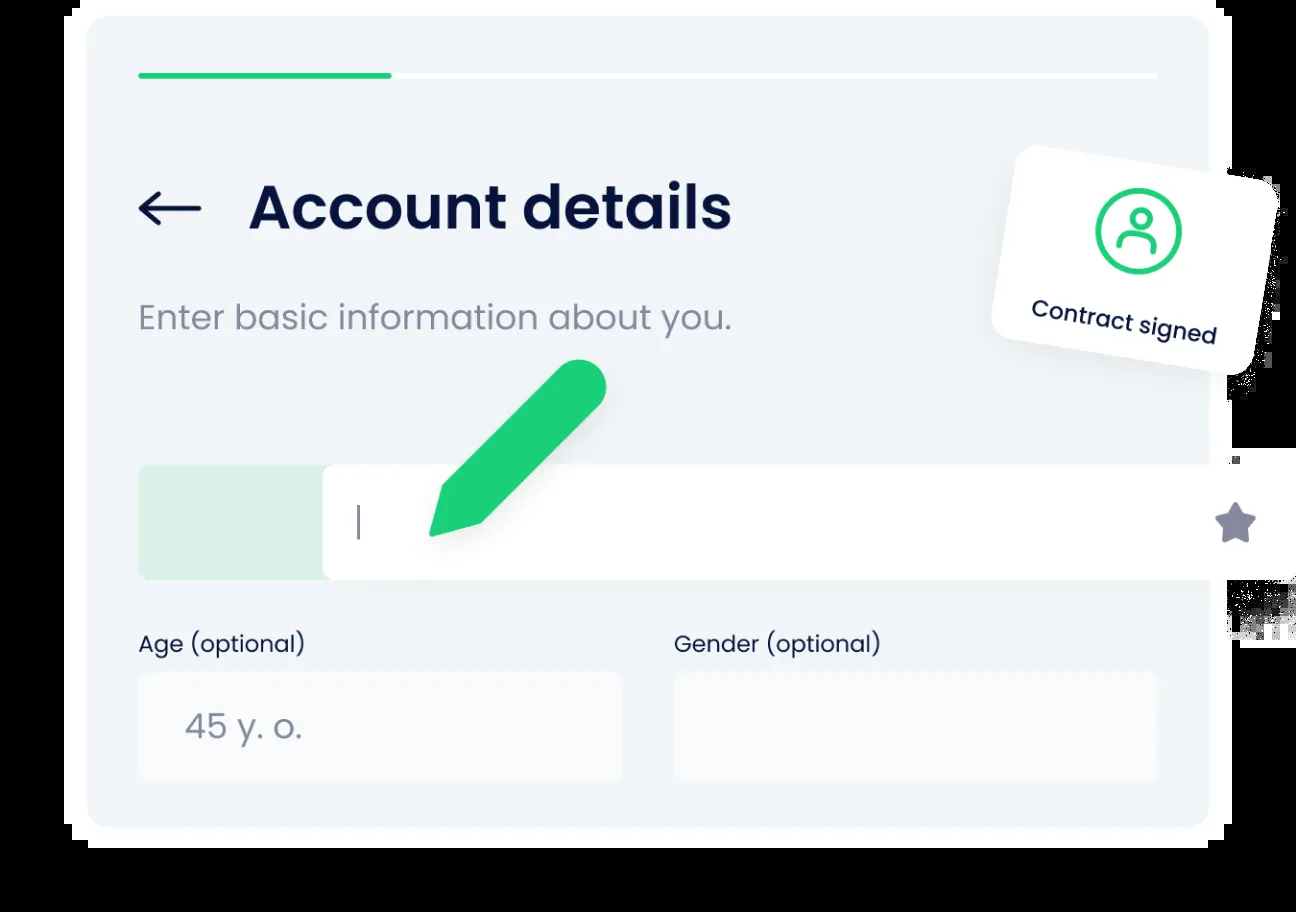 Account details
Enter basic information about you.
Contract signed
Age (optional)
Gender (optional)
45 y. o.